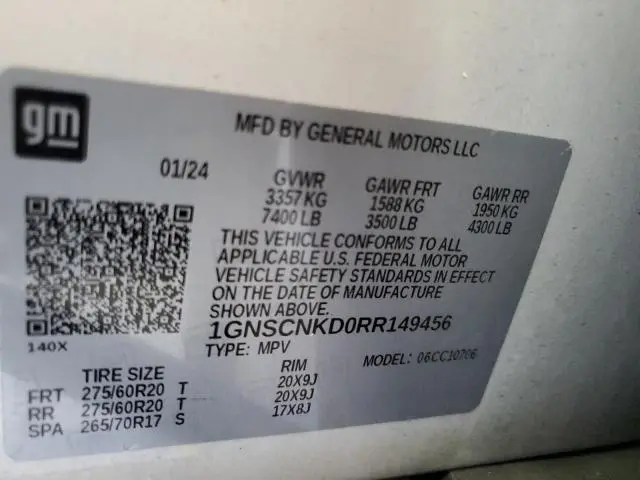 gm
MFD BY GENERAL MOTORS LLC
01/24
GVWR GAWR FRT GAWR RR
3357 KG 1588 KG 1950 KG
7400 LB 3500 LB 4300 LB
THIS VEHICLE CONFORMS TO ALL
APPLICABLE U.S. FEDERAL MOTOR
VEHICLE SAFETY STANDARDS IN EFFECT
ON THE DATE OF MANUFACTURE
SHOWN ABOVE.
1GNSCNKD0RR149456
140X
TYPE: MPV MODEL: 06CC10706
TIRE SIZE RIM
FRT 275/60R20 T 20X9J
RR 275/60R20 T 20X9J
SPA 265/70R17 S 17X8J